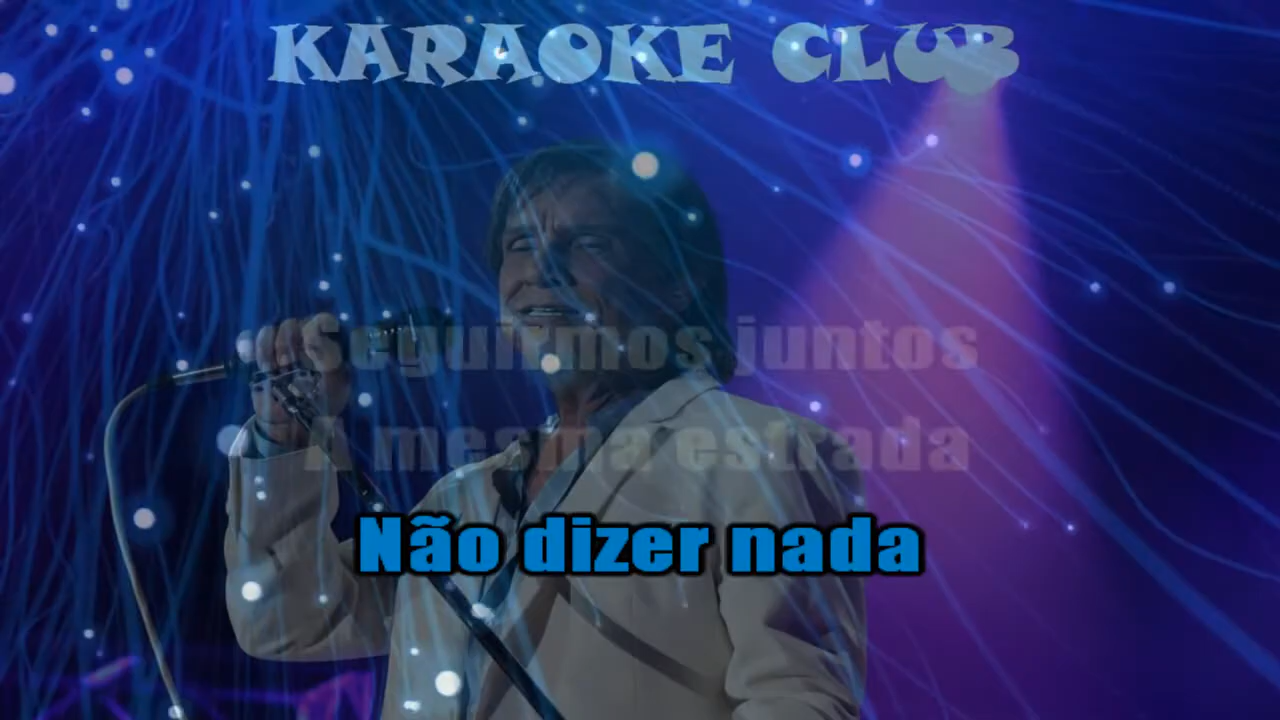 KARAOKE CLUB
Seguirmos juntos
A mesma estrada
Não dizer nada